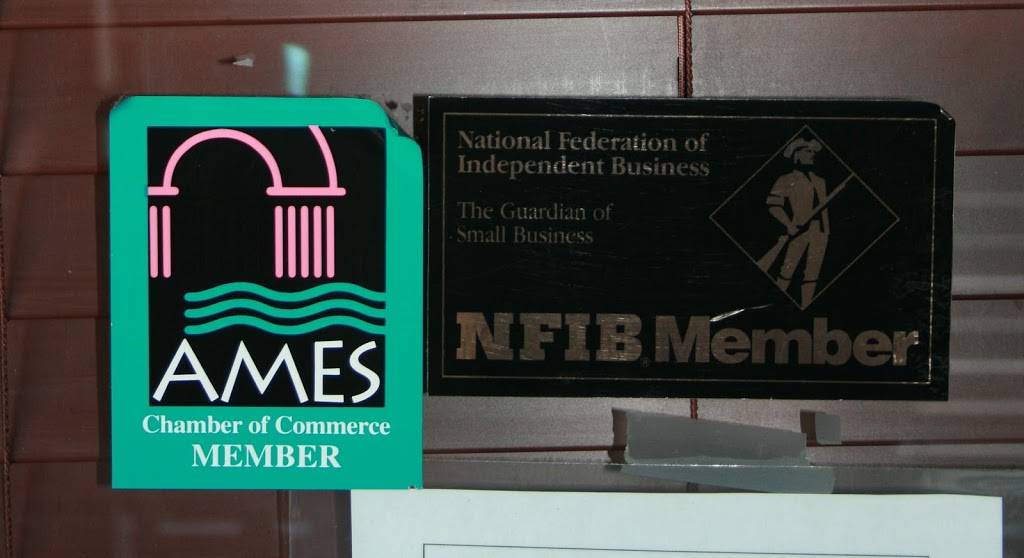 AMES
Chamber of Commerce
MEMBER
National Federation of
Independent Business
The Guardian of
Small Business
NFIB Member